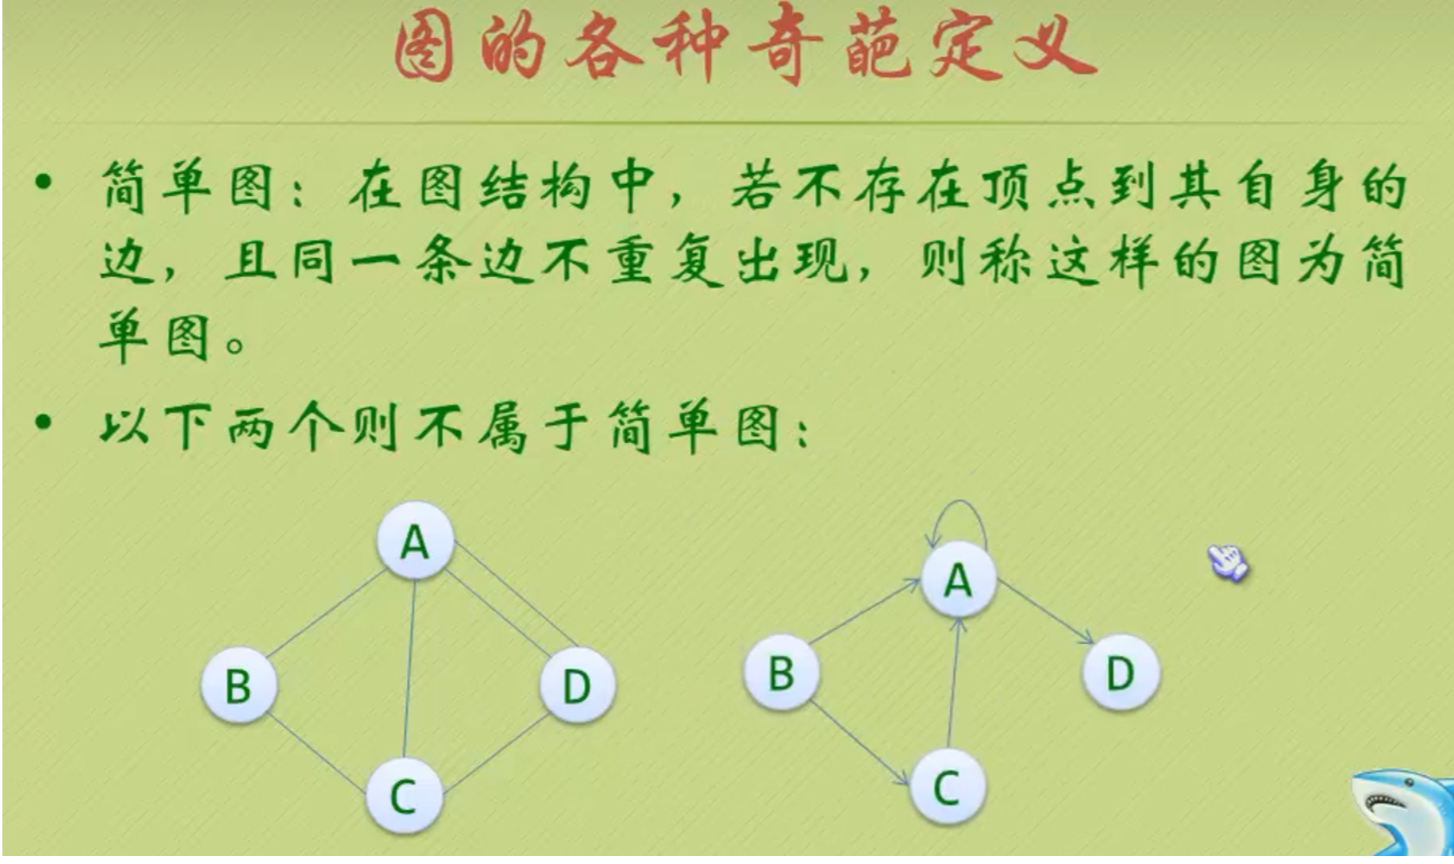 图的各种奇葩定义
• 简单图：在图结构中，若不存在顶点到其自身的
边，且同一条边不重复出现，则称这样的图为简
单图。
• 以下两个则不属于简单图：
A
B
D
C
A
B
D
C